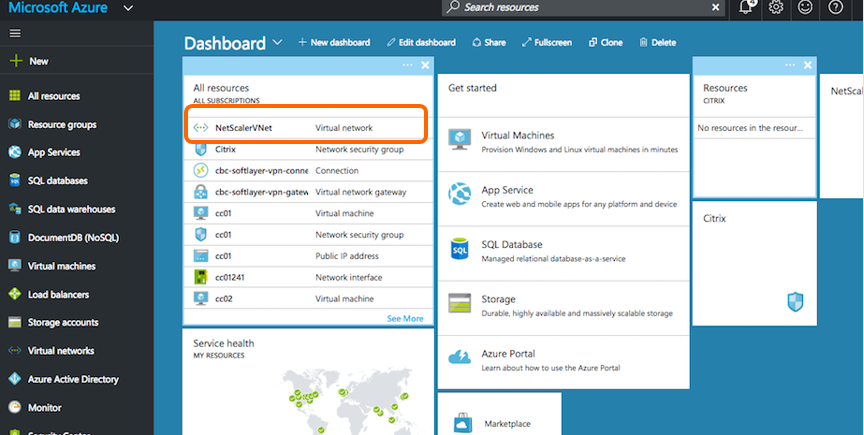 Microsoft Azure
Search resources
4
New
All resources
Resource groups
App Services
SQL databases
SQL data warehouses
DocumentDB (NoSQL)
Virtual machines
Load balancers
Storage accounts
Virtual networks
Azure Active Directory
Monitor
Security Center
Dashboard
New dashboard
Edit dashboard
Share
Fullscreen
Clone
Delete
All resources
ALL SUBSCRIPTIONS
NetScalerVNet Virtual network
Citrix Network security group
cbc-softlayer-vpn-conne Connection
cbc-softlayer-vpn-gatew Virtual network gateway
cc01 Virtual machine
cc01 Network security group
cc01 Public IP address
cc01241 Network interface
cc02 Virtual machine
See More
Service health
MY RESOURCES
Get started
Virtual Machines
Provision Windows and Linux virtual machines in minutes
App Service
Create web and mobile apps for any platform and device
SQL Database
Managed relational database-as-a-service
Storage
Durable, highly available and massively scalable storage
Azure Portal
Learn about how to use the Azure Portal
Marketplace
Resources
CITRIX
No resources in the resour...
Citrix
NetScal